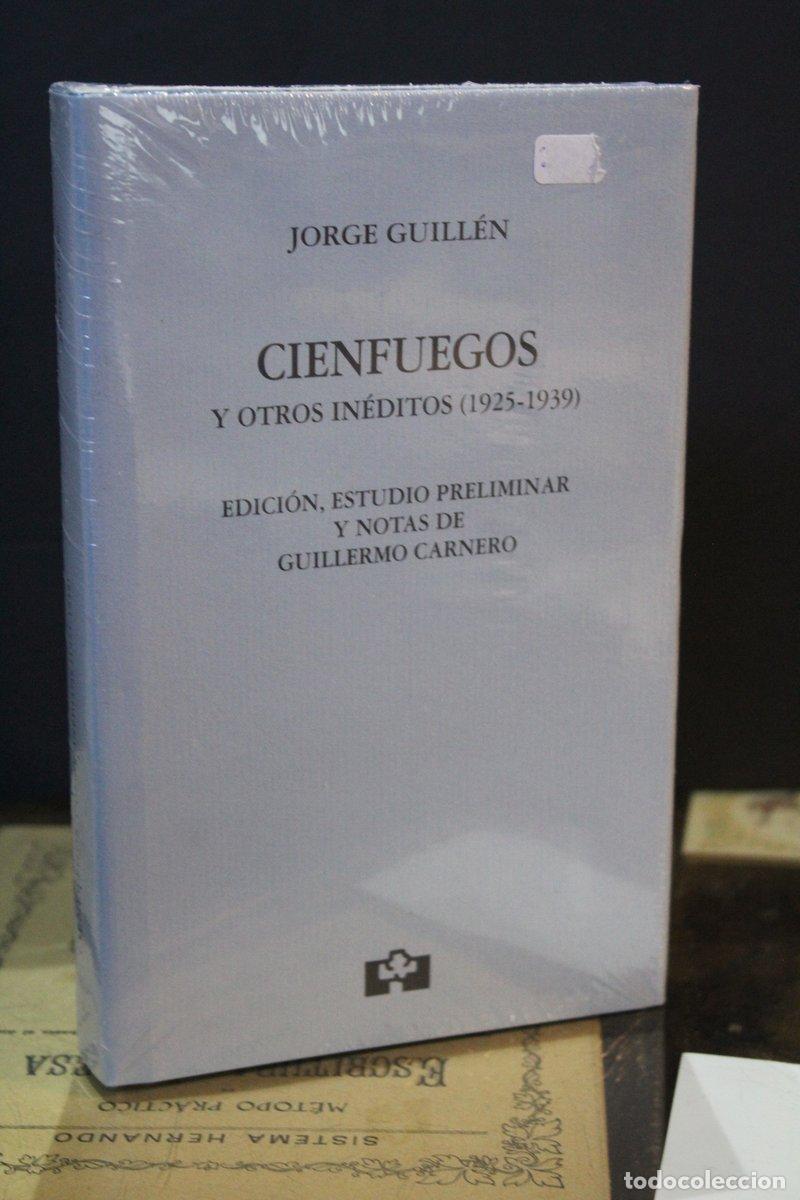 JORGE GUILLÉN
CIENFUEGOS
Y OTROS INÉDITOS (1925-1939)
EDICIÓN, ESTUDIO PRELIMINAR
Y NOTAS DE
GUILLERMO CARNERO
SISTEMA HERNANDO
MÉTODO PRÁCTICO
todocoleccion